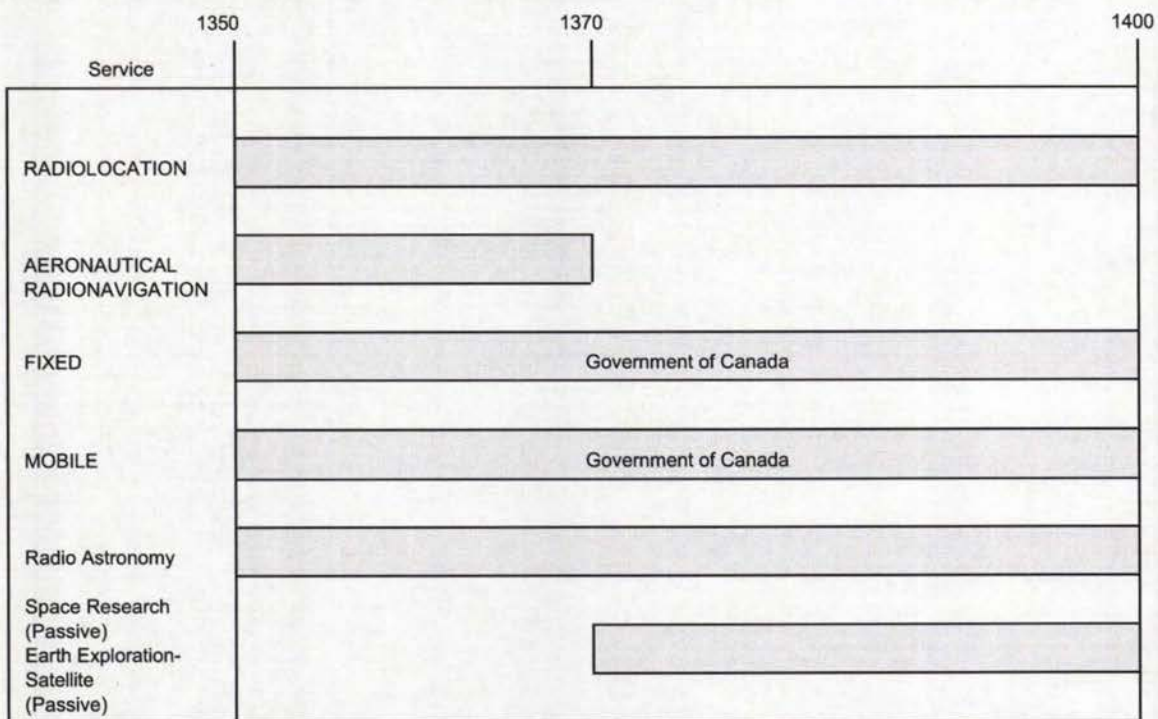 1350 1370 1400
Service
RADIOLOCATION
AERONAUTICAL
RADIONAVIGATION
FIXED Government of Canada
MOBILE Government of Canada
Radio Astronomy
Space Research
(Passive)
Earth Exploration-
Satellite
(Passive)